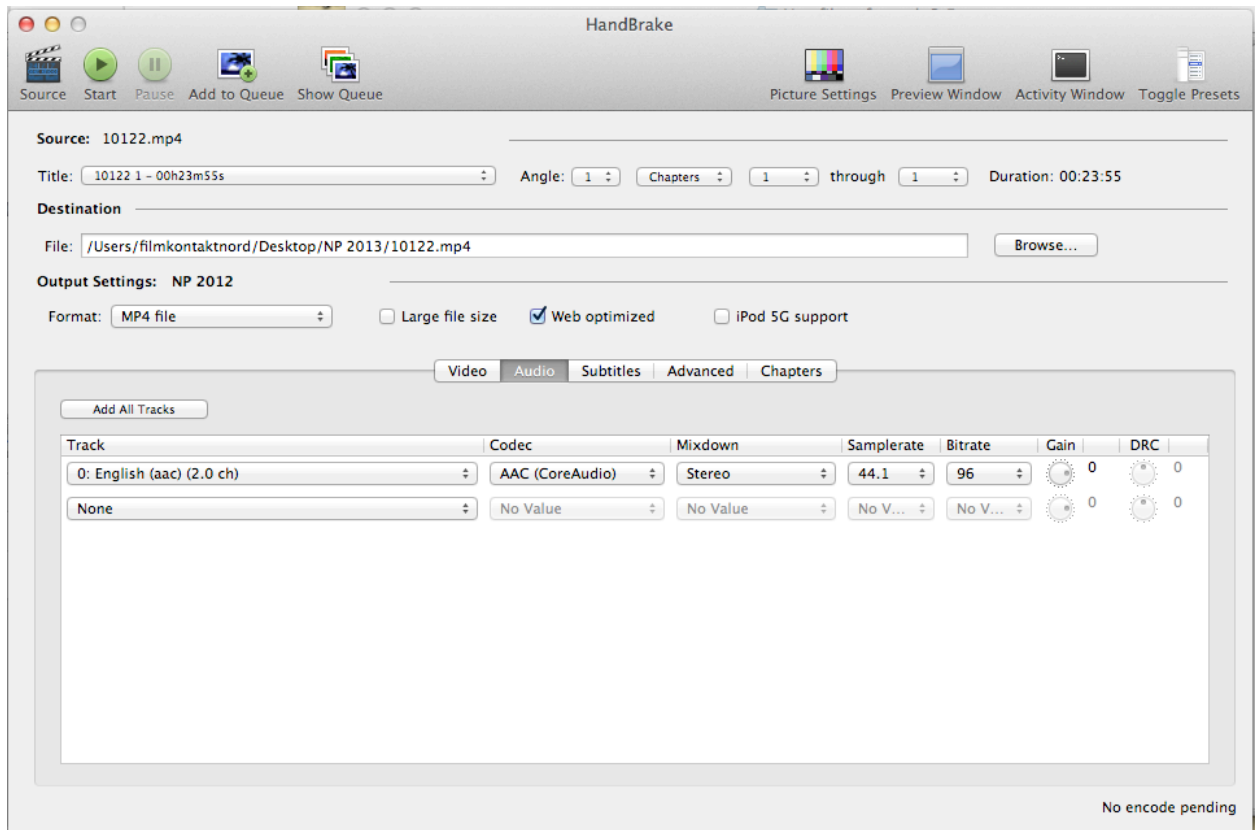 HandBrake
Source Start Pause Add to Queue Show Queue Picture Settings Preview Window Activity Window Toggle Presets
Source: 10122.mp4
Title: 10122 1 – 00h23m55s Angle: 1 Chapters 1 through 1 Duration: 00:23:55
Destination
File: /Users/filmkontaktnord/Desktop/NP 2013/10122.mp4 Browse...
Output Settings: NP 2012
Format: MP4 file Large file size Web optimized iPod 5G support
Video Audio Subtitles Advanced Chapters
Add All Tracks
Track Codec Mixdown Samplerate Bitrate Gain DRC
0: English (aac) (2.0 ch) AAC (CoreAudio) Stereo 44.1 96 0 0
None No Value No Value No V... No V... 0 0
No encode pending